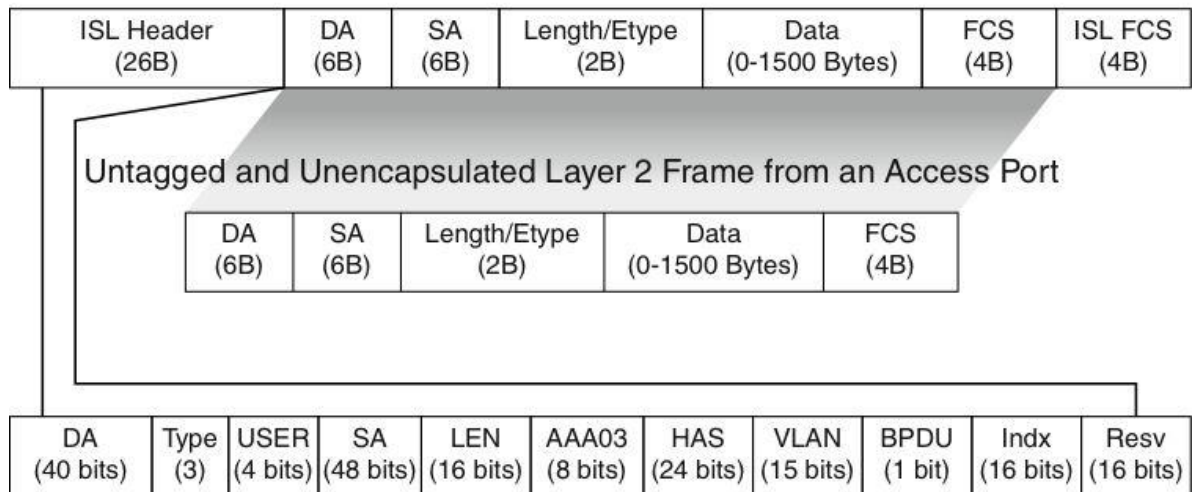 ISL Header DA SA Length/Etype Data FCS ISL FCS
(26B) (6B) (6B) (2B) (0-1500 Bytes) (4B) (4B)
Untagged and Unencapsulated Layer 2 Frame from an Access Port
DA SA Length/Etype Data FCS
(6B) (6B) (2B) (0-1500 Bytes) (4B)
DA Type USER SA LEN AAA03 HAS VLAN BPDU Indx Resv
(40 bits) (3) (4 bits) (48 bits) (16 bits) (8 bits) (24 bits) (15 bits) (1 bit) (16 bits) (16 bits)